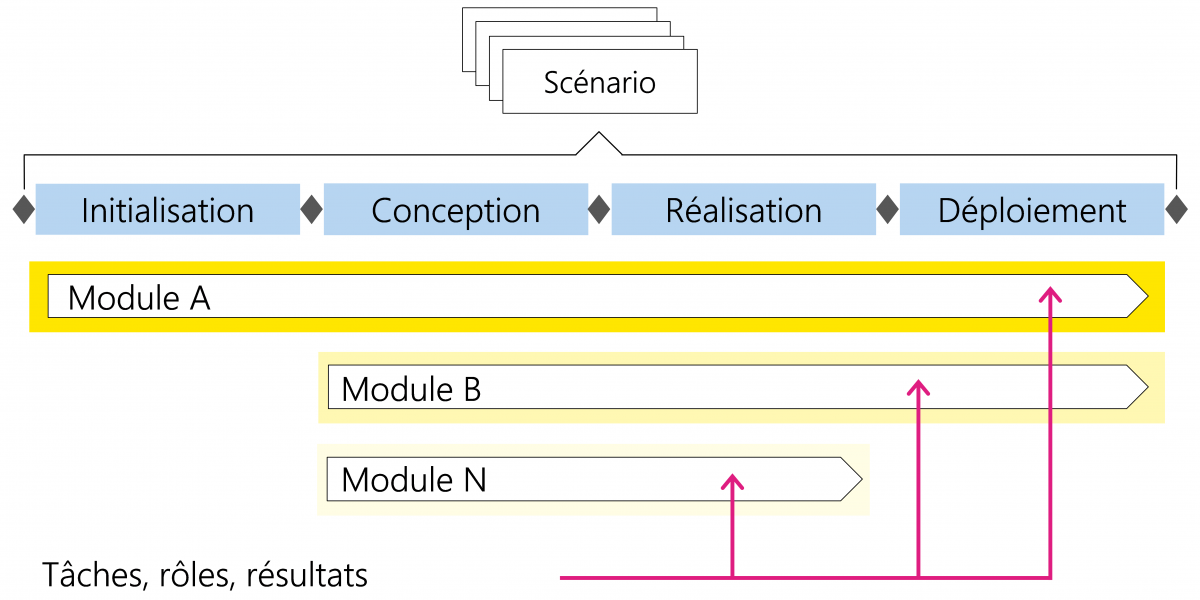 Scénario
Initialisation
Conception
Réalisation
Déploiement
Module A
Module B
Module N
Tâches, rôles, résultats